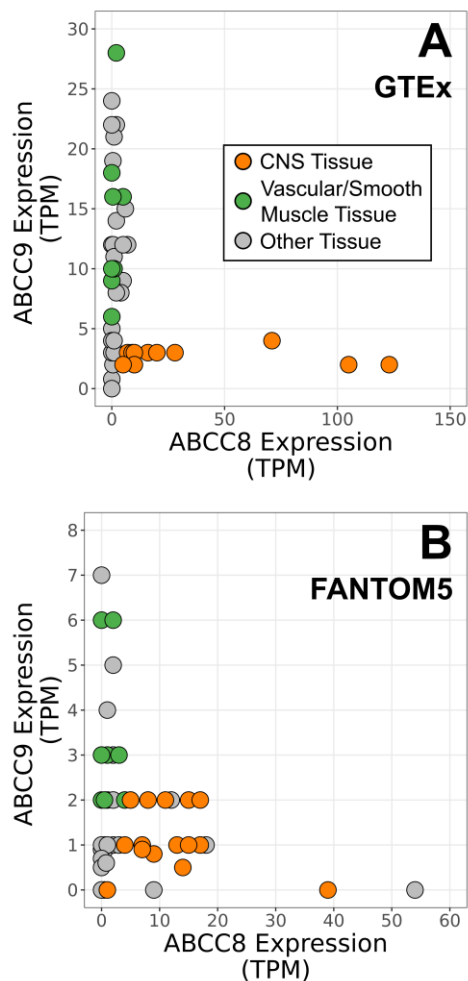 A
GTEx
30
25
20
15
10
5
0
ABCC9 Expression
(TPM)
CNS Tissue
Vascular/Smooth
Muscle Tissue
Other Tissue
0 50 100 150
ABCC8 Expression
(TPM)
B
FANTOM5
8
7
6
5
4
3
2
1
0
ABCC9 Expression
(TPM)
0 10 20 30 40 50 60
ABCC8 Expression
(TPM)